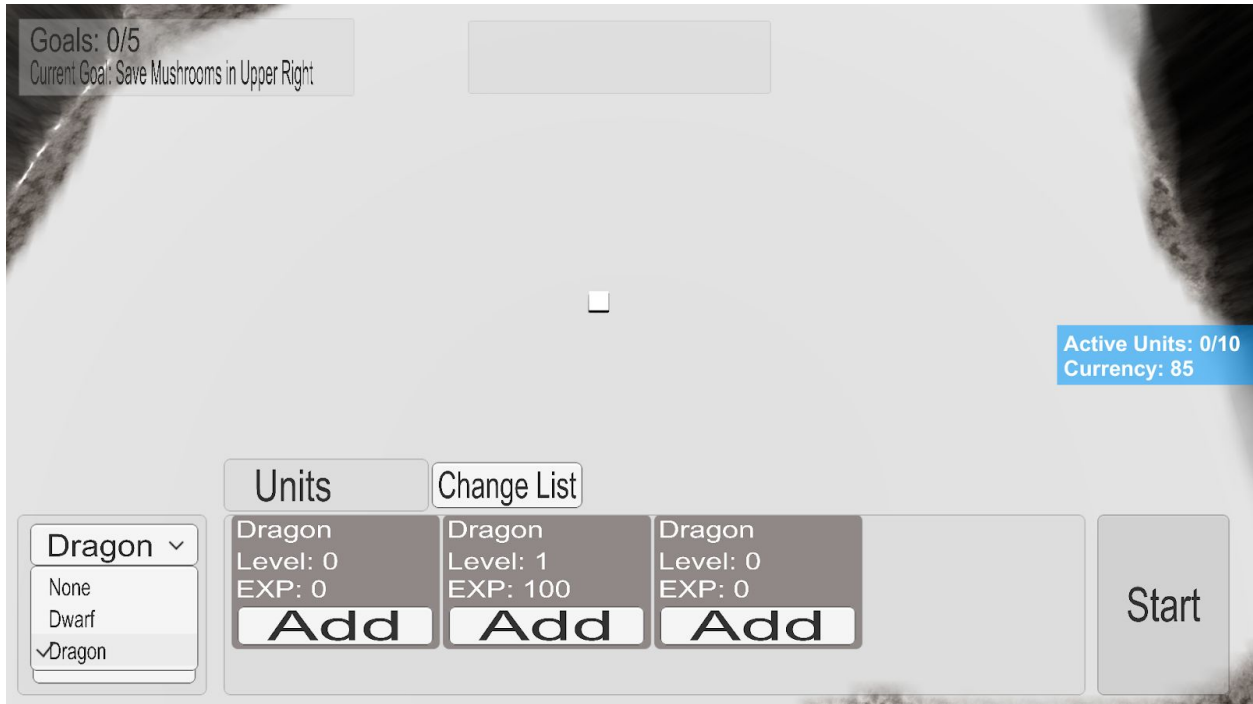 Goals: 0/5
Current Goal: Save Mushrooms in Upper Right
Active Units: 0/10
Currency: 85
Units
Change List
Dragon
None
Dwarf
Dragon
Dragon
Level: 0
EXP: 0
Add
Dragon
Level: 1
EXP: 100
Add
Dragon
Level: 0
EXP: 0
Add
Start